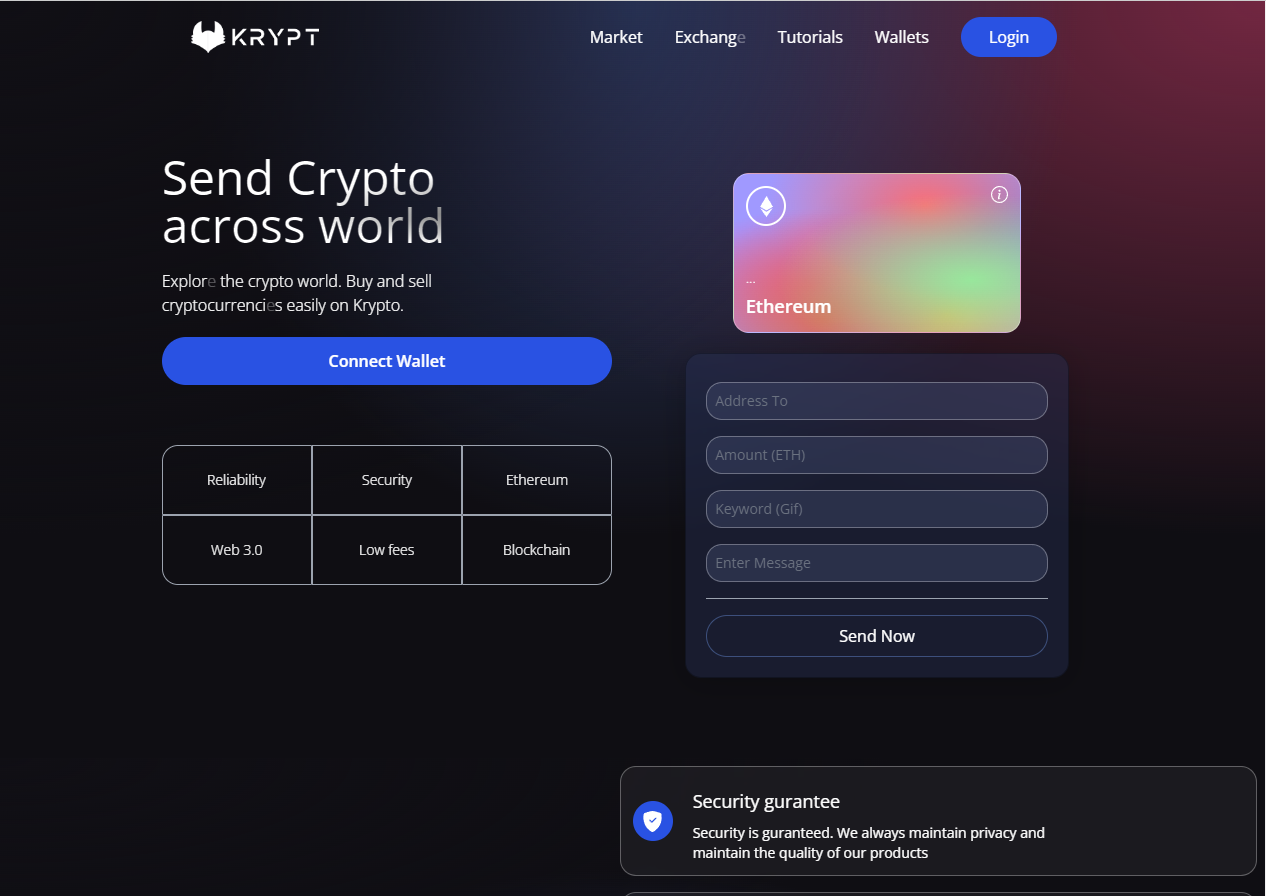 KRYPT
Market
Exchange
Tutorials
Wallets
Login
Send Crypto
across world
Explore the crypto world. Buy and sell
cryptocurrencies easily on Krypto.
Connect Wallet
Reliability
Security
Ethereum
Web 3.0
Low fees
Blockchain
i
...
Ethereum
Address To
Amount (ETH)
Keyword (Gif)
Enter Message
Send Now
Security gurantee
Security is guranteed. We always maintain privacy and
maintain the quality of our products